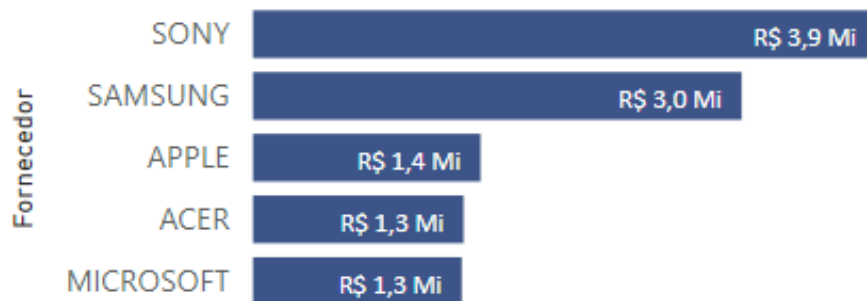 Fornecedor
SONY R$ 3,9 Mi
SAMSUNG R$ 3,0 Mi
APPLE R$ 1,4 Mi
ACER R$ 1,3 Mi
MICROSOFT R$ 1,3 Mi